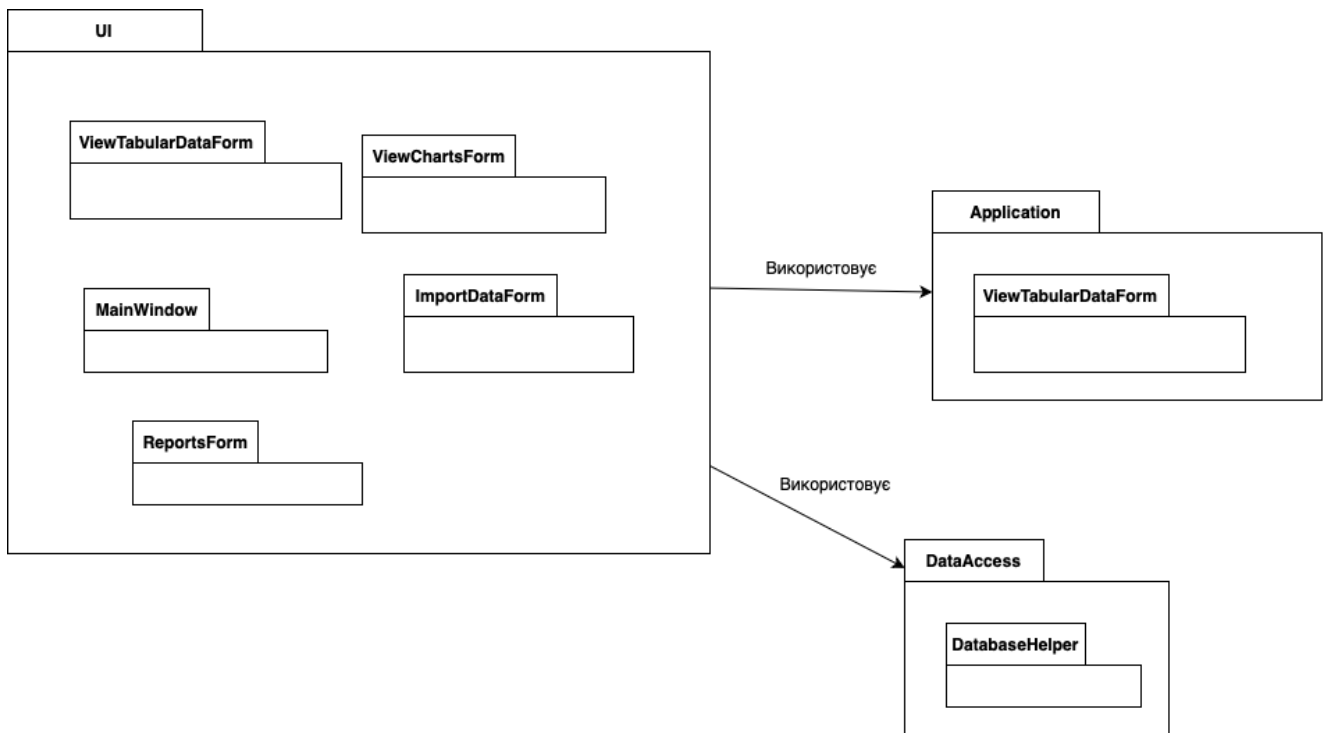 UI
ViewTabularDataForm
ViewChartsForm
MainWindow
ImportDataForm
ReportsForm
Використовує
Application
ViewTabularDataForm
Використовує
DataAccess
DatabaseHelper